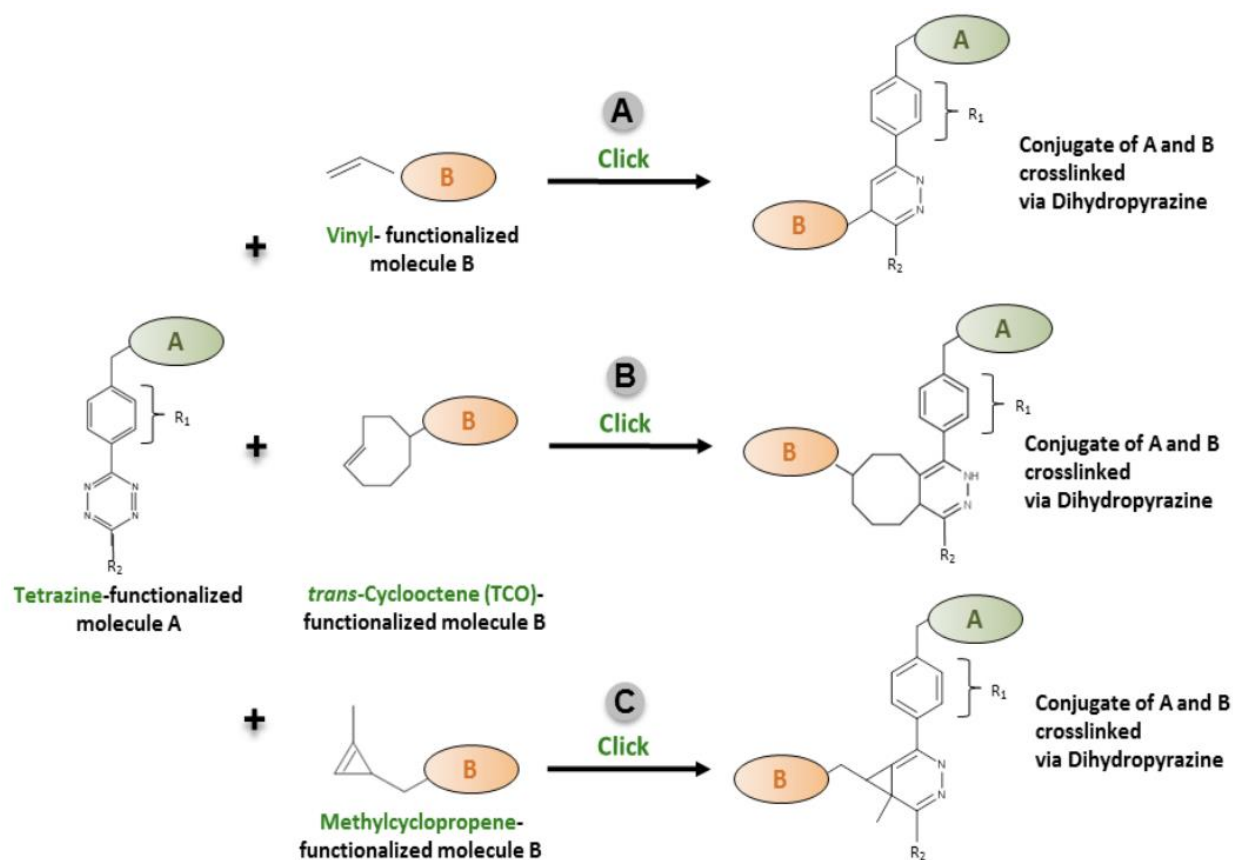 A
R₁
A
Click
Conjugate of A and B
crosslinked
via Dihydropyrazine
B
N
N
B
R₂
+
Vinyl- functionalized
molecule B
A
R₁
N
N
N
N
R₂
Tetrazine-functionalized
molecule A
+
B
trans-Cyclooctene (TCO)-
functionalized molecule B
B
Click
A
R₁
Conjugate of A and B
crosslinked
via Dihydropyrazine
B
NH
N
R₂
+
B
Methylcyclopropene-
functionalized molecule B
C
Click
A
R₁
Conjugate of A and B
crosslinked
via Dihydropyrazine
B
N
N
R₂